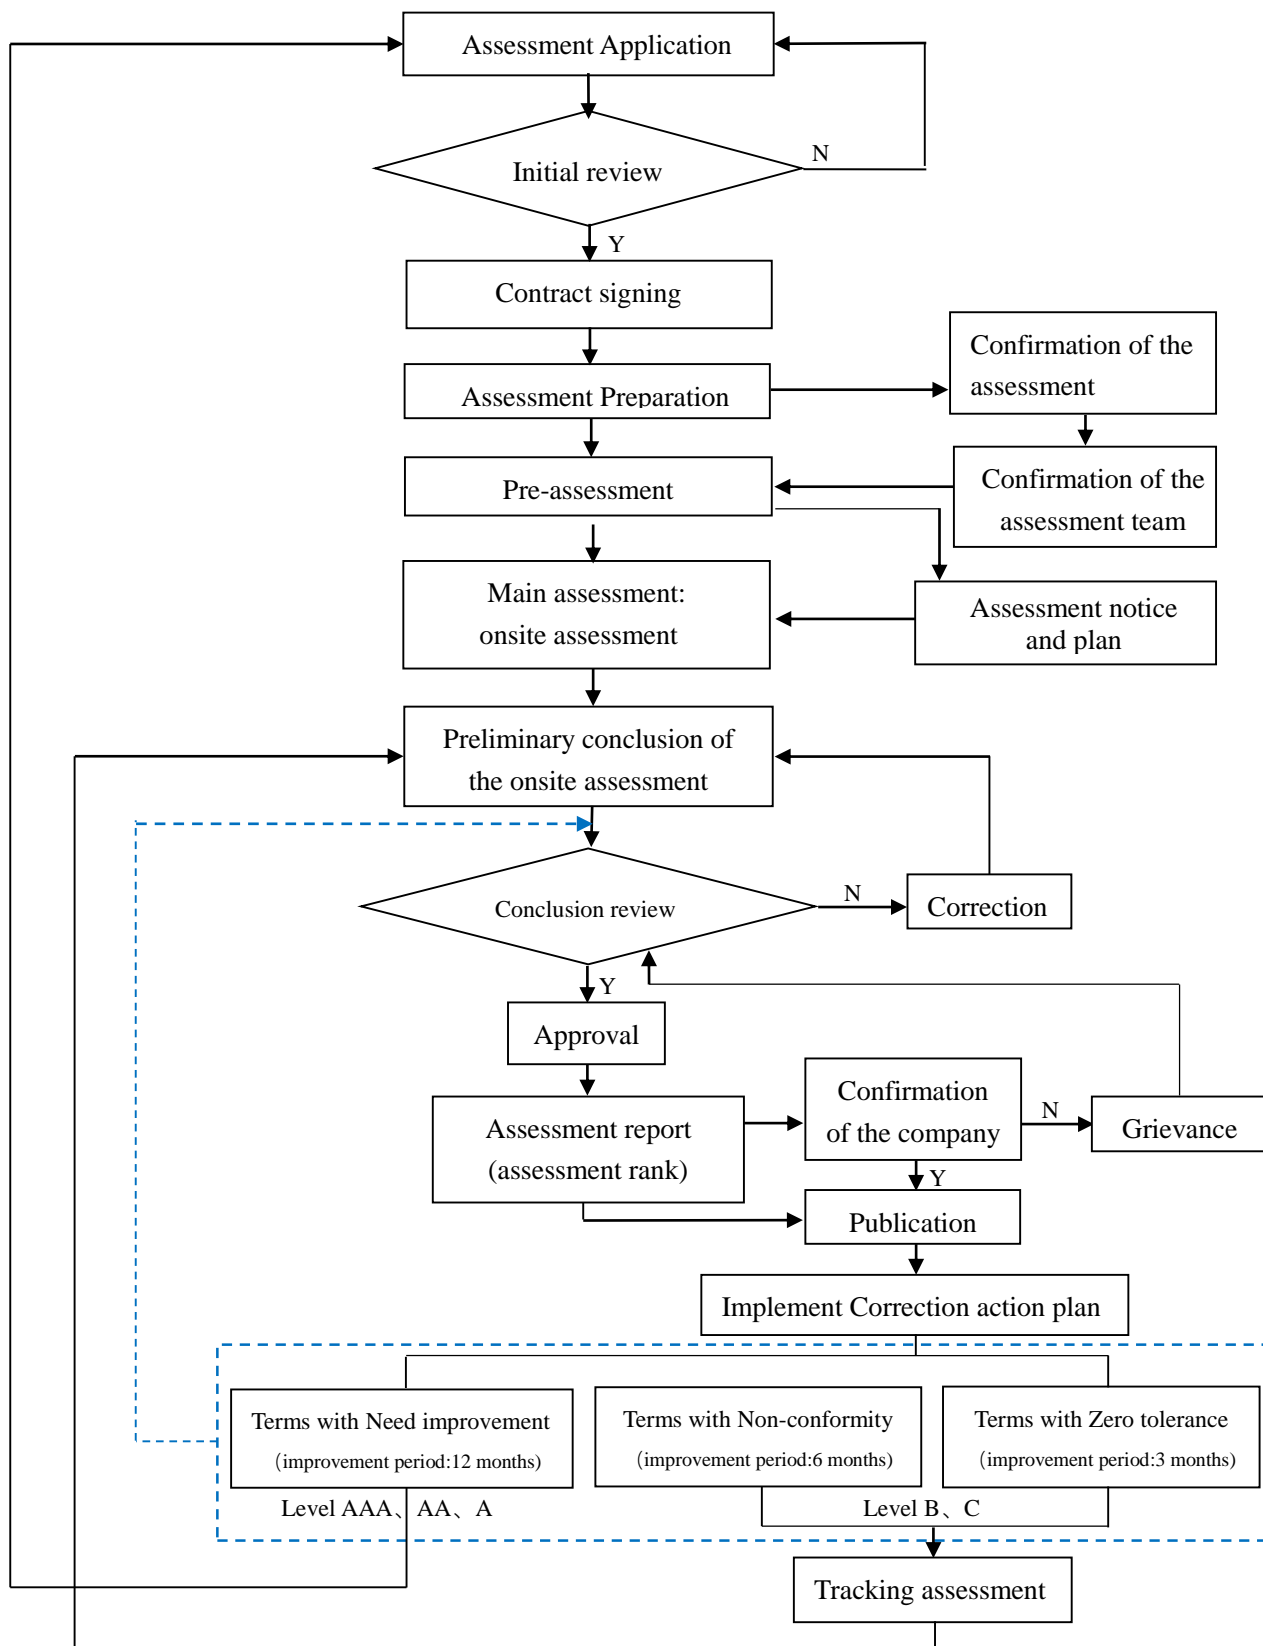 Assessment Application
N
Initial review
Y
Contract signing
Confirmation of the
assessment
Assessment Preparation
Pre-assessment
Confirmation of the
assessment team
Main assessment:
onsite assessment
Assessment notice
and plan
Preliminary conclusion of
the onsite assessment
Conclusion review
N
Correction
Y
Approval
Assessment report
(assessment rank)
Confirmation
of the company
N
Grievance
Y
Publication
Implement Correction action plan
Terms with Need improvement
（improvement period:12 months）
Terms with Non-conformity
（improvement period:6 months）
Terms with Zero tolerance
（improvement period:3 months）
Level AAA、AA、A
Level B、C
Tracking assessment